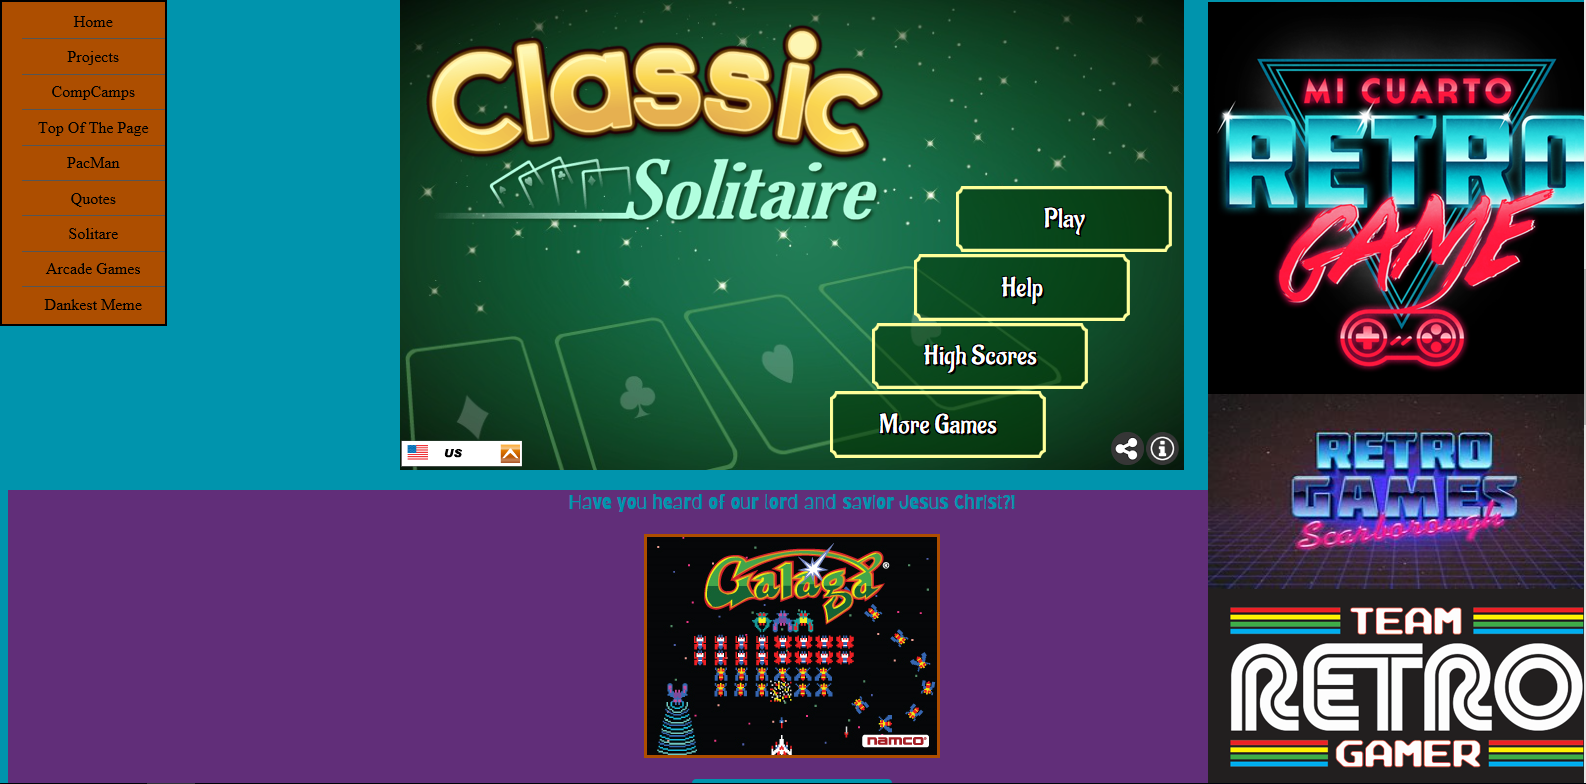 Home
Projects
CompCamps
Top Of The Page
PacMan
Quotes
Solitare
Arcade Games
Dankest Meme
Classic
Solitaire
Play
Help
High Scores
More Games
US
Have you heard of our lord and savior Jesus Christ?!
Galaga®
namco®
MI CUARTO
RETRO
GAME
RETRO
GAMES
Scarborough
TEAM
RETRO
GAMER